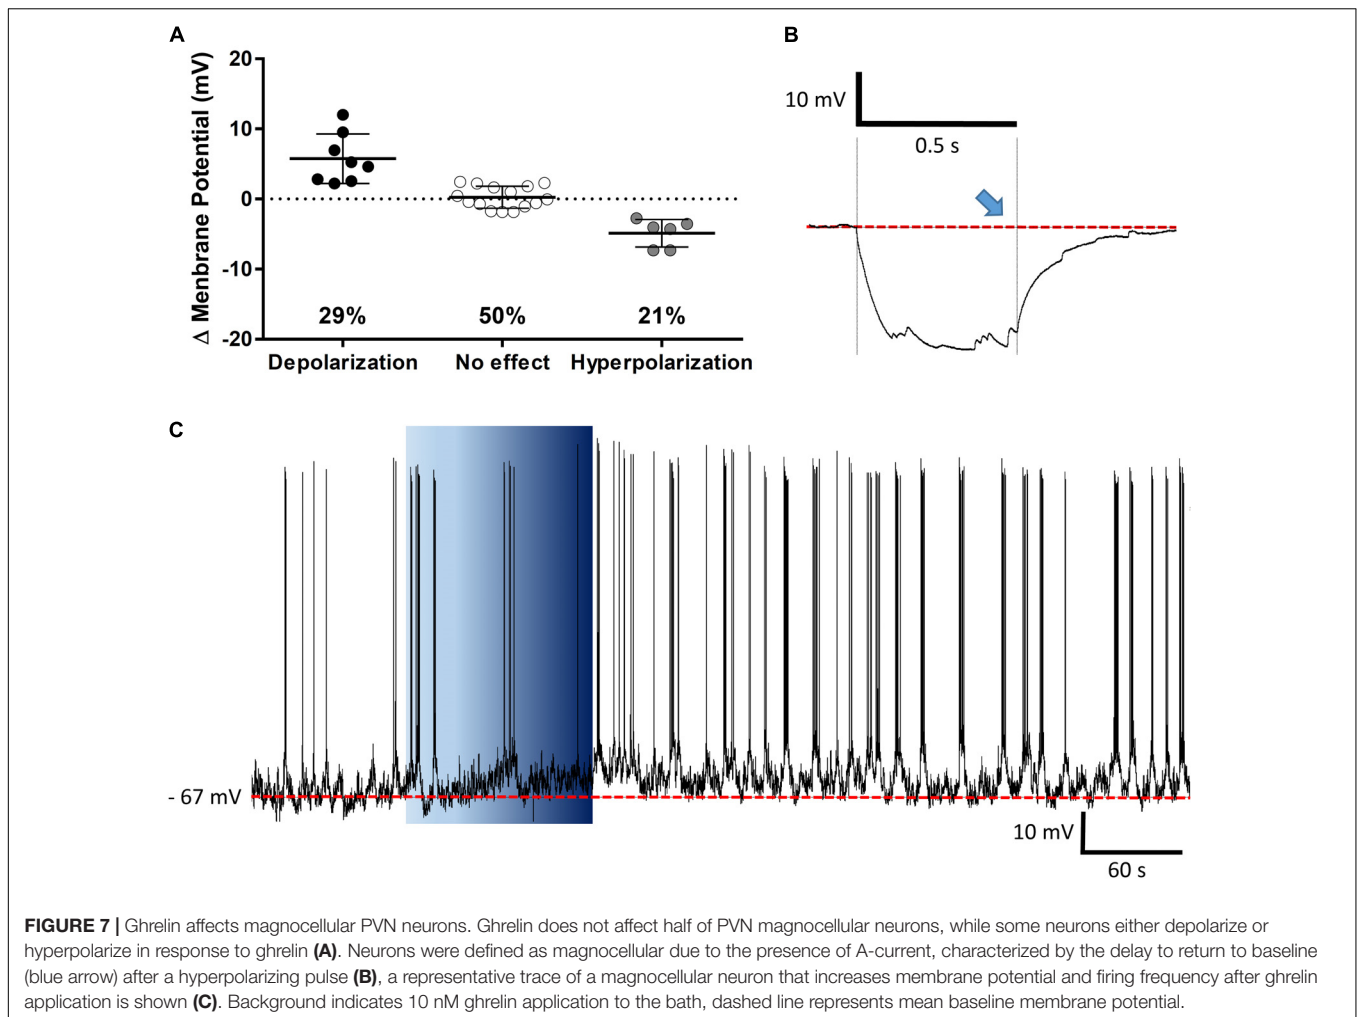 A
B
20
10
0
-10
-20
Δ Menbrane Potential (mV)
29%
50%
21%
Depolarization
No effect
Hyperpolarization
10 mV
0.5 s
C
- 67 mV
10 mV
60 s
FIGURE 7 | Ghrelin affects magnocellular PVN neurons. Ghrelin does not affect half of PVN magnocellular neurons, while some neurons either depolarize or
hyperpolarize in response to ghrelin (A). Neurons were defined as magnocellular due to the presence of A-current, characterized by the delay to return to baseline
(blue arrow) after a hyperpolarizing pulse (B), a representative trace of a magnocellular neuron that increases membrane potential and firing frequency after ghrelin
application is shown (C). Background indicates 10 nM ghrelin application to the bath, dashed line represents mean baseline membrane potential.